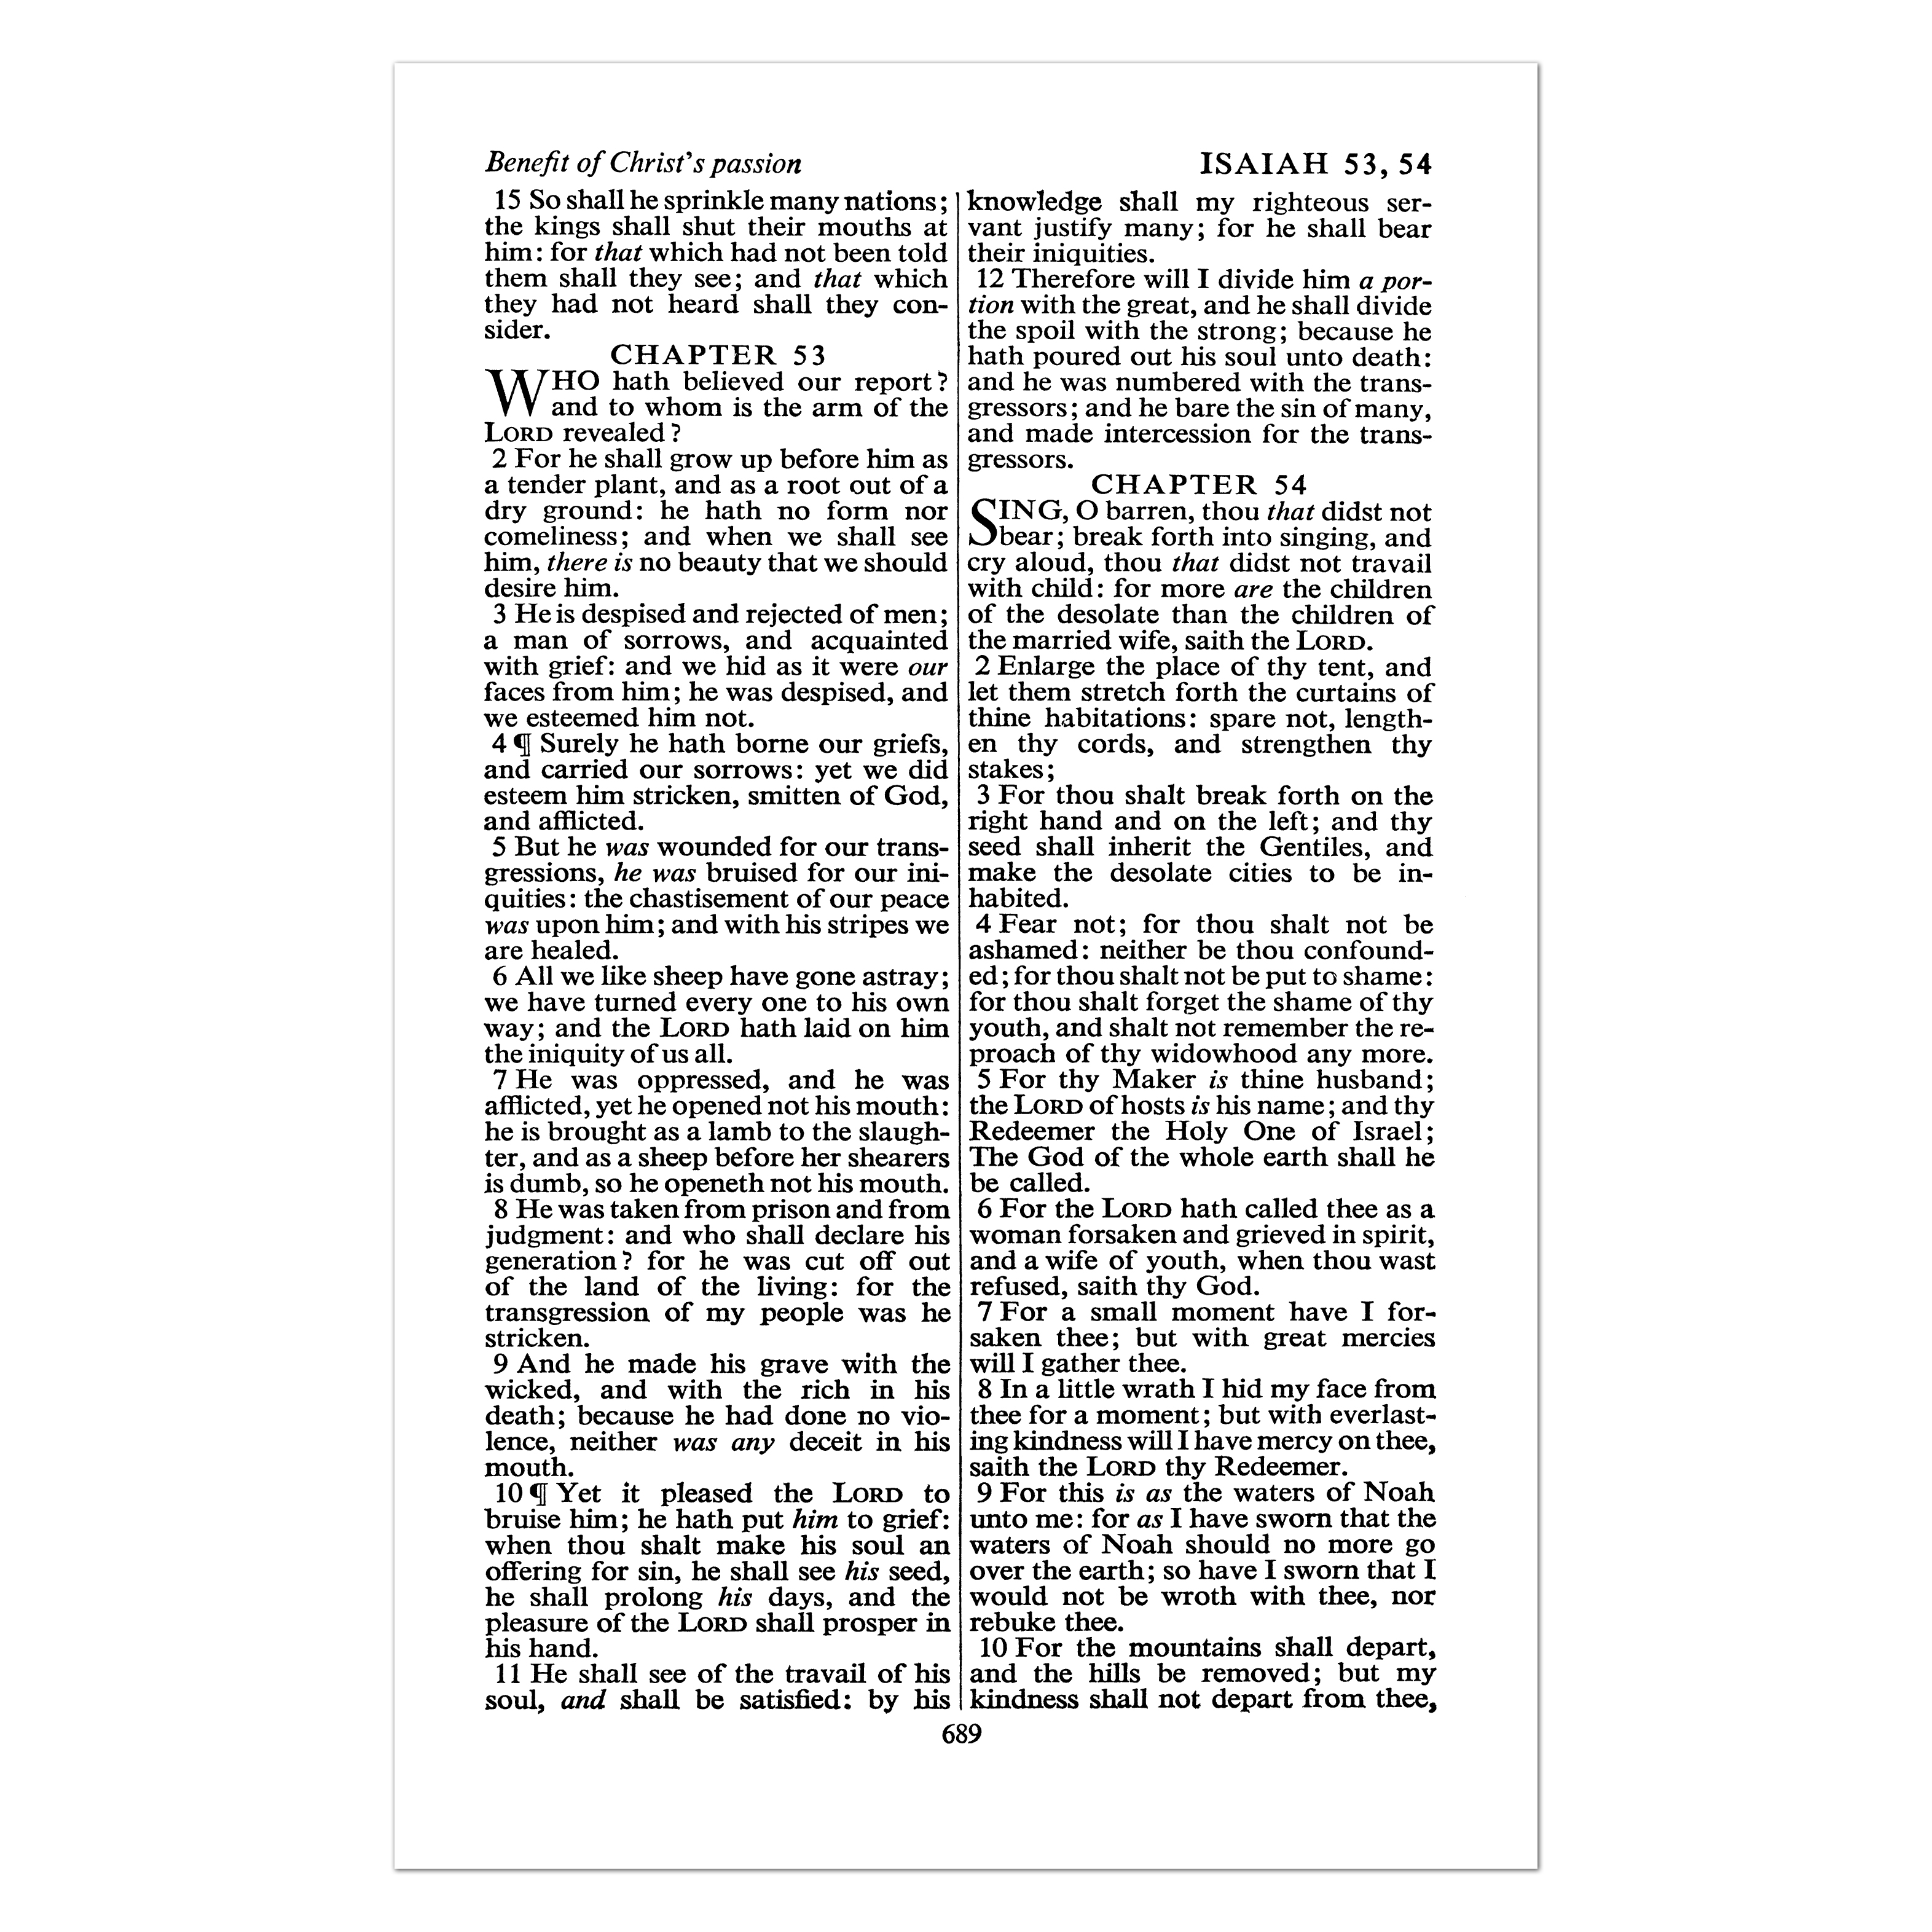 Benefit of Christ's passion
ISAIAH 53, 54
15 So shall he sprinkle many nations;
the kings shall shut their mouths at
him: for that which had not been told
them shall they see; and that which
they had not heard shall they con-
sider.
CHAPTER 53
WHO hath believed our report?
and to whom is the arm of the
LORD revealed?
2 For he shall grow up before him as
a tender plant, and as a root out of a
dry ground: he hath no form nor
comeliness; and when we shall see
him, there is no beauty that we should
desire him.
3 He is despised and rejected of men;
a man of sorrows, and acquainted
with grief: and we hid as it were our
faces from him; he was despised, and
we esteemed him not.
4 ¶ Surely he hath borne our griefs,
and carried our sorrows: yet we did
esteem him stricken, smitten of God,
and afflicted.
5 But he was wounded for our trans-
gressions, he was bruised for our ini-
quities: the chastisement of our peace
was upon him; and with his stripes we
are healed.
6 All we like sheep have gone astray;
we have turned every one to his own
way; and the LORD hath laid on him
the iniquity of us all.
7 He was oppressed, and he was
afflicted, yet he opened not his mouth:
he is brought as a lamb to the slaugh-
ter, and as a sheep before her shearers
is dumb, so he openeth not his mouth.
8 He was taken from prison and from
judgment: and who shall declare his
generation? for he was cut off out
of the land of the living: for the
transgression of my people was he
stricken.
9 And he made his grave with the
wicked, and with the rich in his
death; because he had done no vio-
lence, neither was any deceit in his
mouth.
10 ¶ Yet it pleased the LORD to
bruise him; he hath put him to grief:
when thou shalt make his soul an
offering for sin, he shall see his seed,
he shall prolong his days, and the
pleasure of the LORD shall prosper in
his hand.
11 He shall see of the travail of his
soul, and shall be satisfied: by his
knowledge shall my righteous ser-
vant justify many; for he shall bear
their iniquities.
12 Therefore will I divide him a por-
tion with the great, and he shall divide
the spoil with the strong; because he
hath poured out his soul unto death:
and he was numbered with the trans-
gressors; and he bare the sin of many,
and made intercession for the trans-
gressors.
CHAPTER 54
SING, O barren, thou that didst not
bear; break forth into singing, and
cry aloud, thou that didst not travail
with child: for more are the children
of the desolate than the children of
the married wife, saith the LORD.
2 Enlarge the place of thy tent, and
let them stretch forth the curtains of
thine habitations: spare not, length-
en thy cords, and strengthen thy
stakes;
3 For thou shalt break forth on the
right hand and on the left; and thy
seed shall inherit the Gentiles, and
make the desolate cities to be in-
habited.
4 Fear not; for thou shalt not be
ashamed: neither be thou confound-
ed; for thou shalt not be put to shame:
for thou shalt forget the shame of thy
youth, and shalt not remember the re-
proach of thy widowhood any more.
5 For thy Maker is thine husband;
the LORD of hosts is his name; and thy
Redeemer the Holy One of Israel;
The God of the whole earth shall he
be called.
6 For the LORD hath called thee as a
woman forsaken and grieved in spirit,
and a wife of youth, when thou wast
refused, saith thy God.
7 For a small moment have I for-
saken thee; but with great mercies
will I gather thee.
8 In a little wrath I hid my face from
thee for a moment; but with everlast-
ing kindness will I have mercy on thee,
saith the LORD thy Redeemer.
9 For this is as the waters of Noah
unto me: for as I have sworn that the
waters of Noah should no more go
over the earth; so have I sworn that I
would not be wroth with thee, nor
rebuke thee.
10 For the mountains shall depart,
and the hills be removed; but my
kindness shall not depart from thee,
689